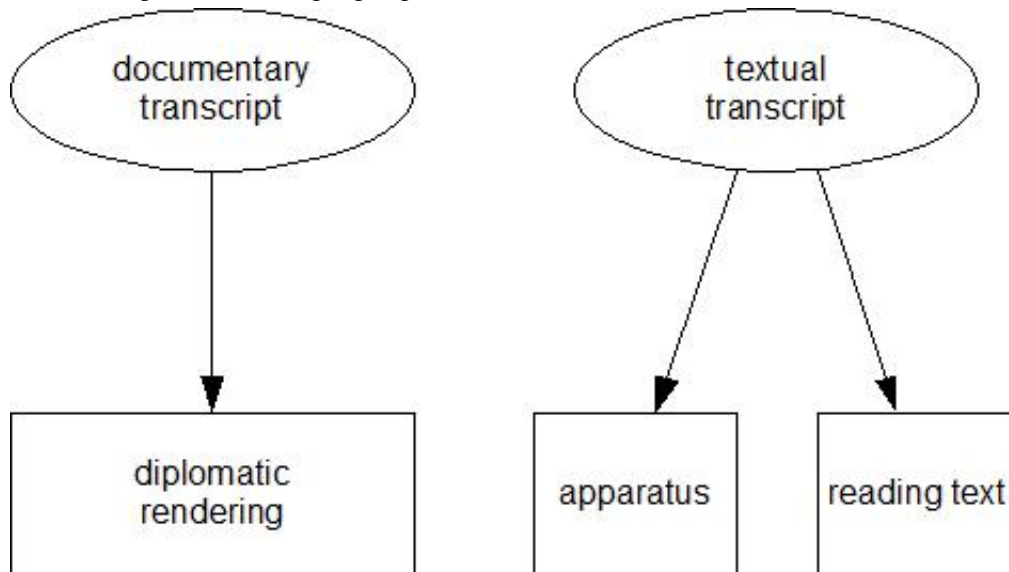 documentary
transcript
textual
transcript
diplomatic
rendering
apparatus
reading text